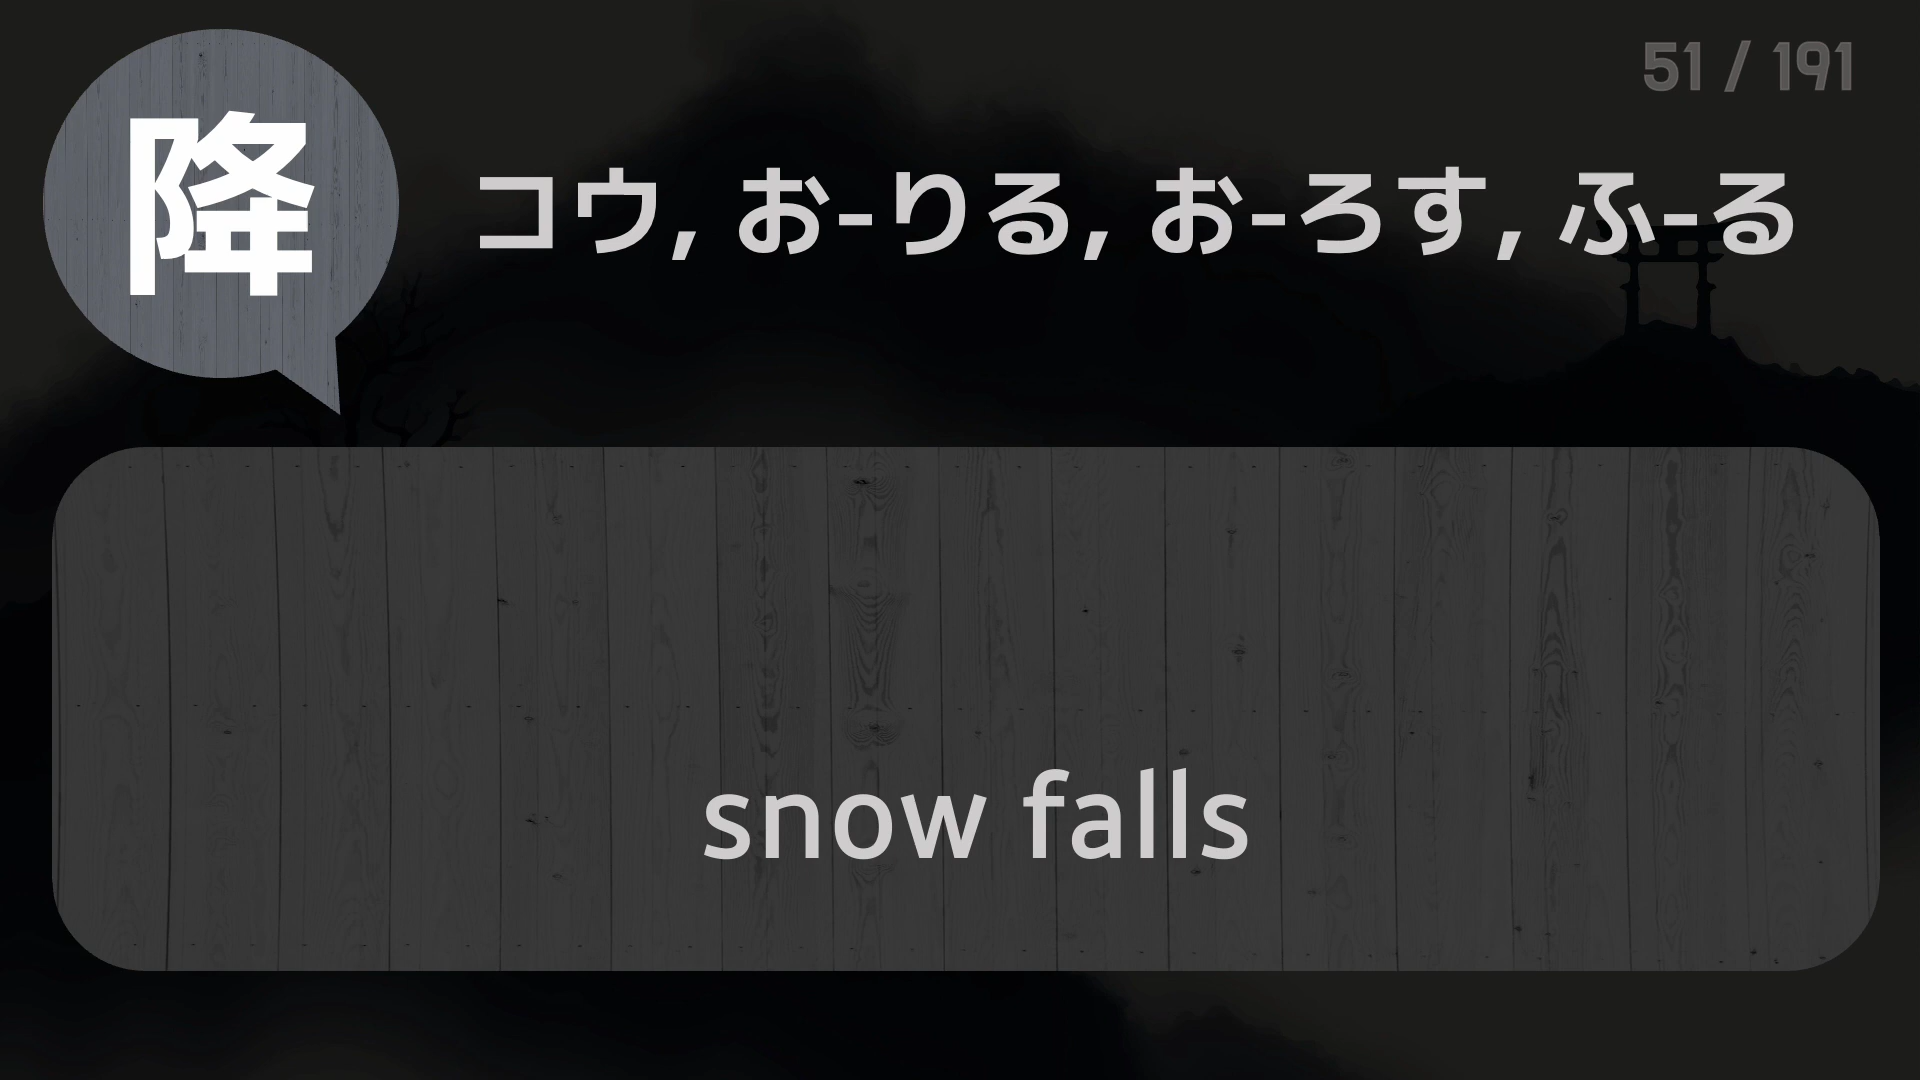 51 / 191
降
コウ, お-りる, お-ろす, ふ-る
snow falls